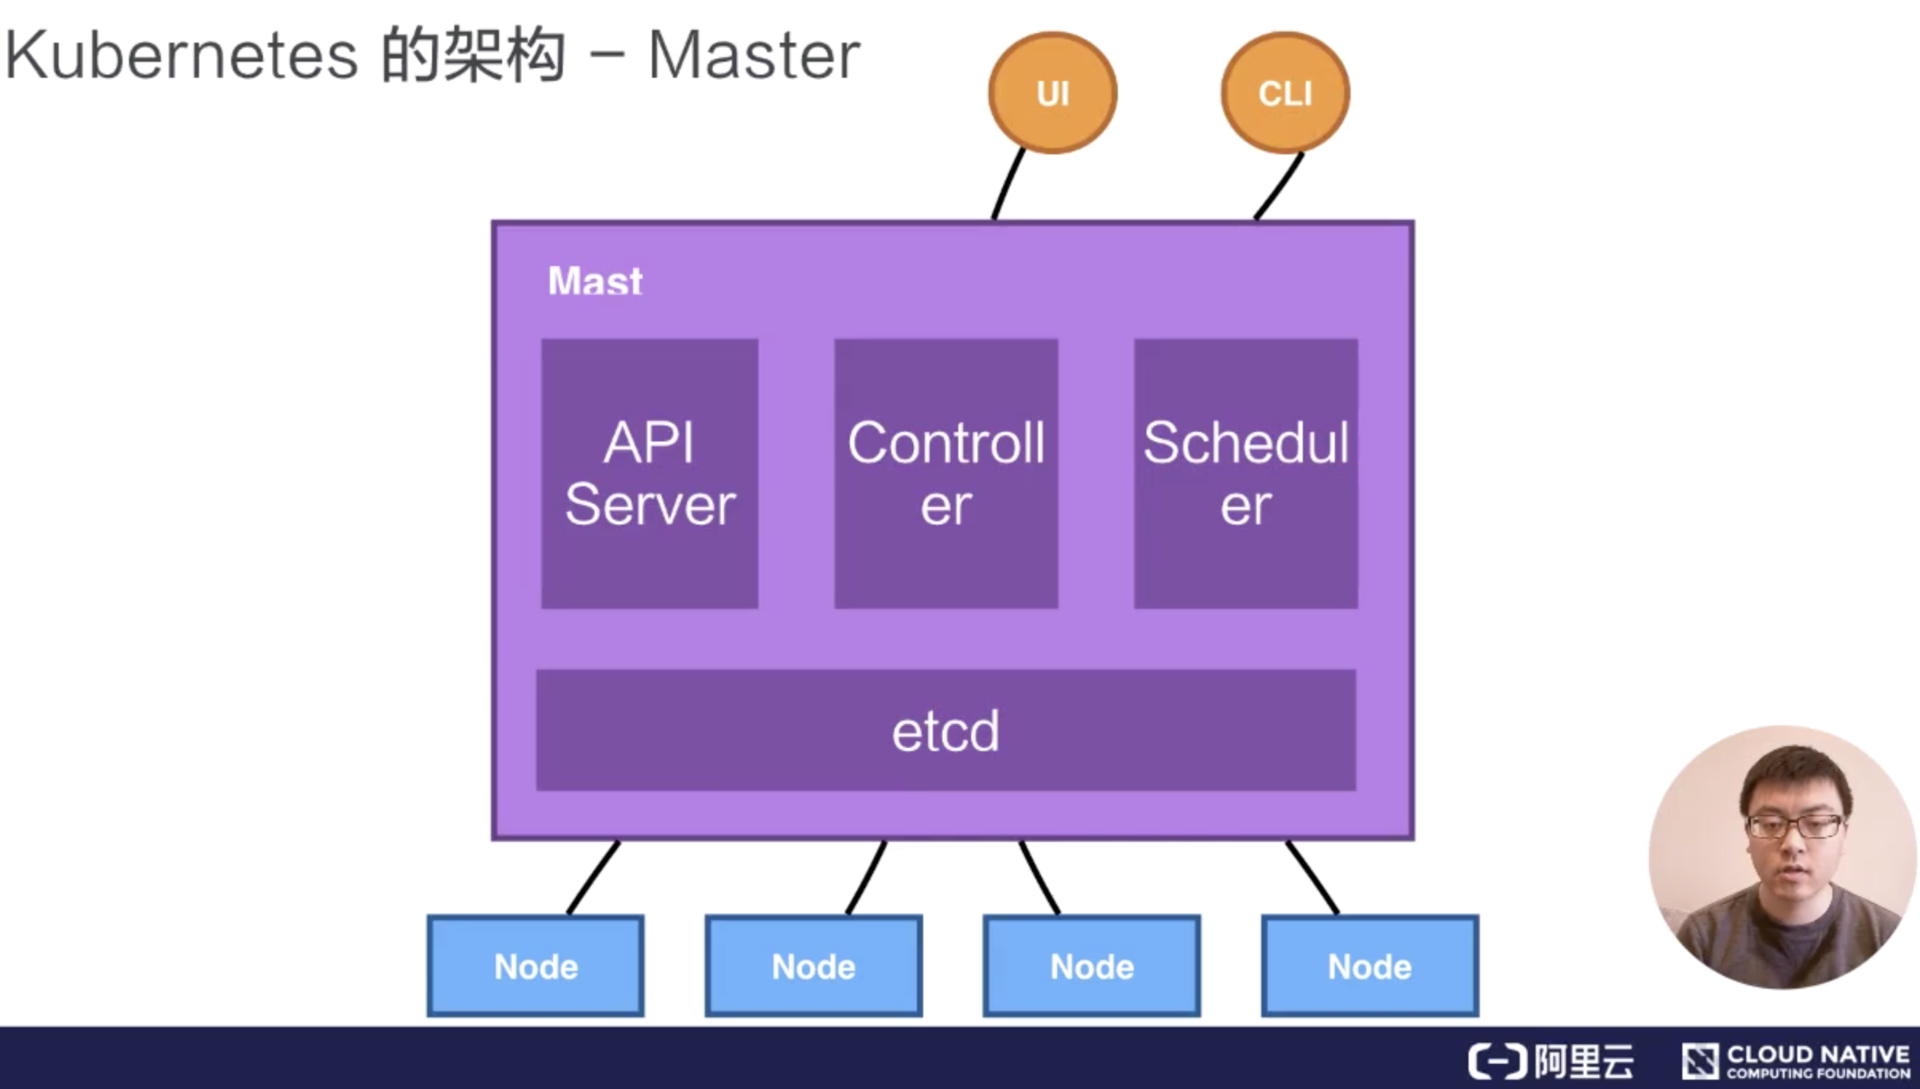 Kubernetes 的架构 – Master
UI
CLI
Mast
API
Server
Controll
er
Schedul
er
etcd
Node
Node
Node
Node
阿里云
CLOUD NATIVE
COMPUTING FOUNDATION